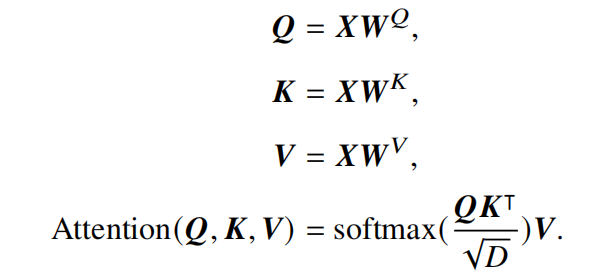 Q = XW^Q,
K = XW^K,
V = XW^V,
Attention(Q, K, V) = softmax(QK^⊤/√D)V.